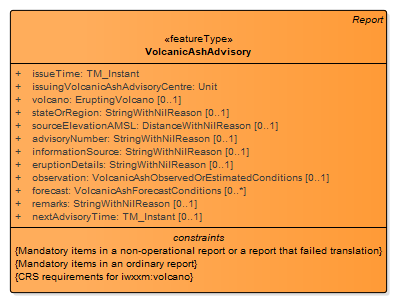 Report
«featureType»
VolcanicAshAdvisory
+ issueTime: TM_Instant
+ issuingVolcanicAshAdvisoryCentre: Unit
+ volcano: EruptingVolcano [0..1]
+ stateOrRegion: StringWithNilReason [0..1]
+ sourceElevationAMSL: DistanceWithNilReason [0..1]
+ advisoryNumber: StringWithNilReason [0..1]
+ informationSource: StringWithNilReason [0..1]
+ eruptionDetails: StringWithNilReason [0..1]
+ observation: VolcanicAshObservedOrEstimatedConditions [0..1]
+ forecast: VolcanicAshForecastConditions [0..*]
+ remarks: StringWithNilReason [0..1]
+ nextAdvisoryTime: TM_Instant [0..1]
constraints
{Mandatory items in a non-operational report or a report that failed translation}
{Mandatory items in an ordinary report}
{CRS requirements for iwxxm:volcano}